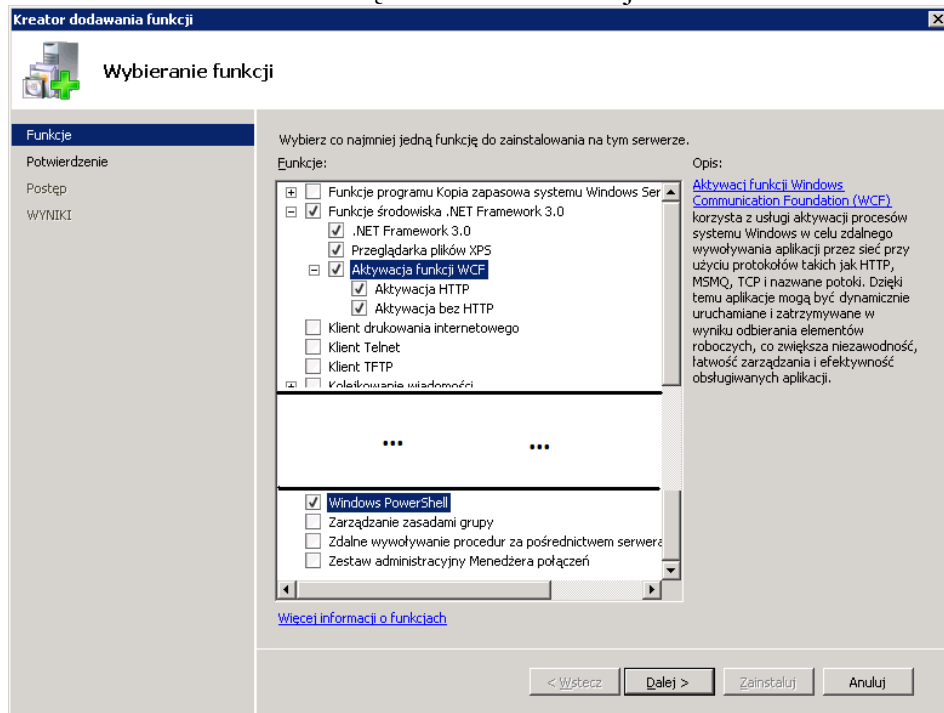 Kreator dodawania funkcji
Wybieranie funkcji
Funkcje
Potwierdzenie
Postęp
WYNIKI
Wybierz co najmniej jedną funkcję do zainstalowania na tym serwerze.
Funkcje:
Funkcje programu Kopia zapasowa systemu Windows Ser
Funkcje środowiska .NET Framework 3.0
.NET Framework 3.0
Przeglądarka plików XPS
Aktywacja funkcji WCF
Aktywacja HTTP
Aktywacja bez HTTP
Klient drukowania internetowego
Klient Telnet
Klient TFTP
Kolejkowanie wiadomości
... ...
Windows PowerShell
Zarządzanie zasadami grupy
Zdalne wywoływanie procedur za pośrednictwem serwera
Zestaw administracyjny Menedżera połączeń
Więcej informacji o funkcjach
Opis:
Aktywacj funkcji Windows
Communication Foundation (WCF)
korzysta z usługi aktywacji procesów
systemu Windows w celu zdalnego
wywoływania aplikacji przez sieć przy
użyciu protokołów takich jak HTTP,
MSMQ, TCP i nazwane potoki. Dzięki
temu aplikacje mogą być dynamicznie
uruchamiane i zatrzymywane w
wyniku odbierania elementów
roboczych, co zwiększa niezawodność,
łatwość zarządzania i efektywność
obsługiwanych aplikacji.
< Wstecz Dalej > Zainstaluj Anuluj